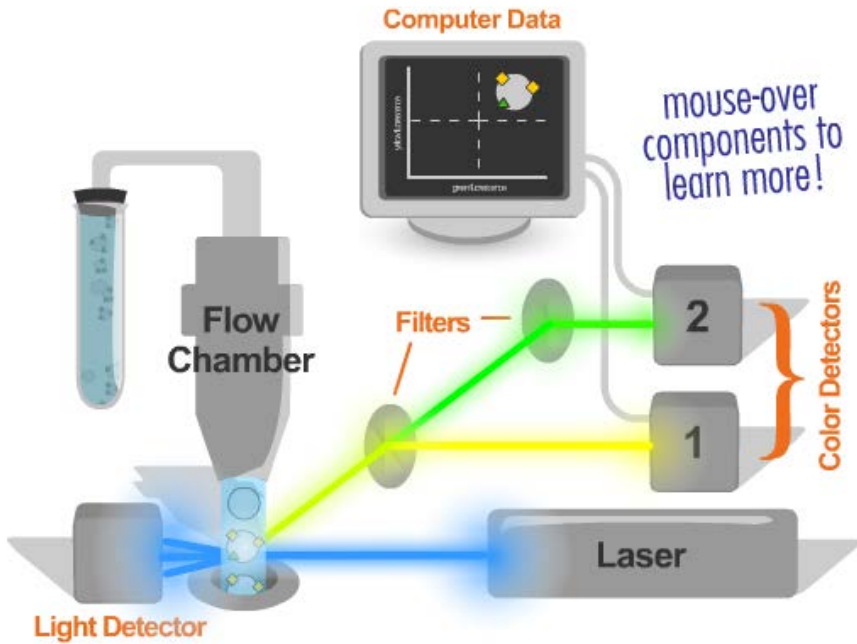 Computer Data
mouse-over
components to
learn more!
Flow
Chamber
Filters
2
1
Color Detectors
Laser
Light Detector